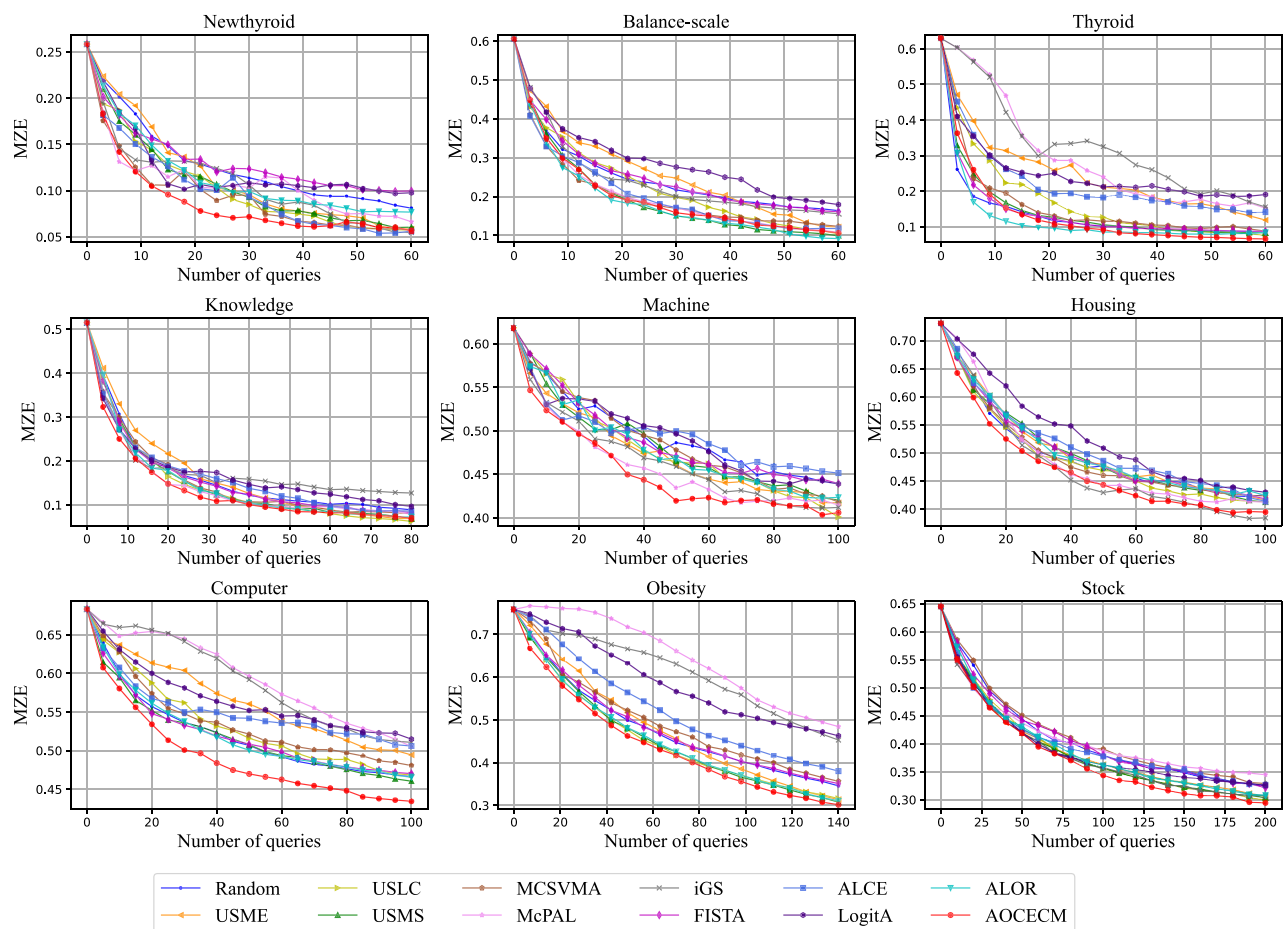 Newthyroid
Balance-scale
Thyroid
MZE
0.25
0.20
0.15
0.10
0.05
0 10 20 30 40 50 60
Number of queries
MZE
0.6
0.5
0.4
0.3
0.2
0.1
0 10 20 30 40 50 60
Number of queries
MZE
0.6
0.5
0.4
0.3
0.2
0.1
0 10 20 30 40 50 60
Number of queries
Knowledge
Machine
Housing
MZE
0.5
0.4
0.3
0.2
0.1
0 10 20 30 40 50 60 70 80
Number of queries
MZE
0.60
0.55
0.50
0.45
0.40
0 20 40 60 80 100
Number of queries
MZE
0.70
0.65
0.60
0.55
0.50
0.45
0.40
0 20 40 60 80 100
Number of queries
Computer
Obesity
Stock
MZE
0.65
0.60
0.55
0.50
0.45
0 20 40 60 80 100
Number of queries
MZE
0.7
0.6
0.5
0.4
0.3
0 20 40 60 80 100 120 140
Number of queries
MZE
0.65
0.60
0.55
0.50
0.45
0.40
0.35
0.30
0 25 50 75 100 125 150 175 200
Number of queries
Random USLC MCSVMA iGS ALCE ALOR
USME USMS McPAL FISTA LogitA AOCECM